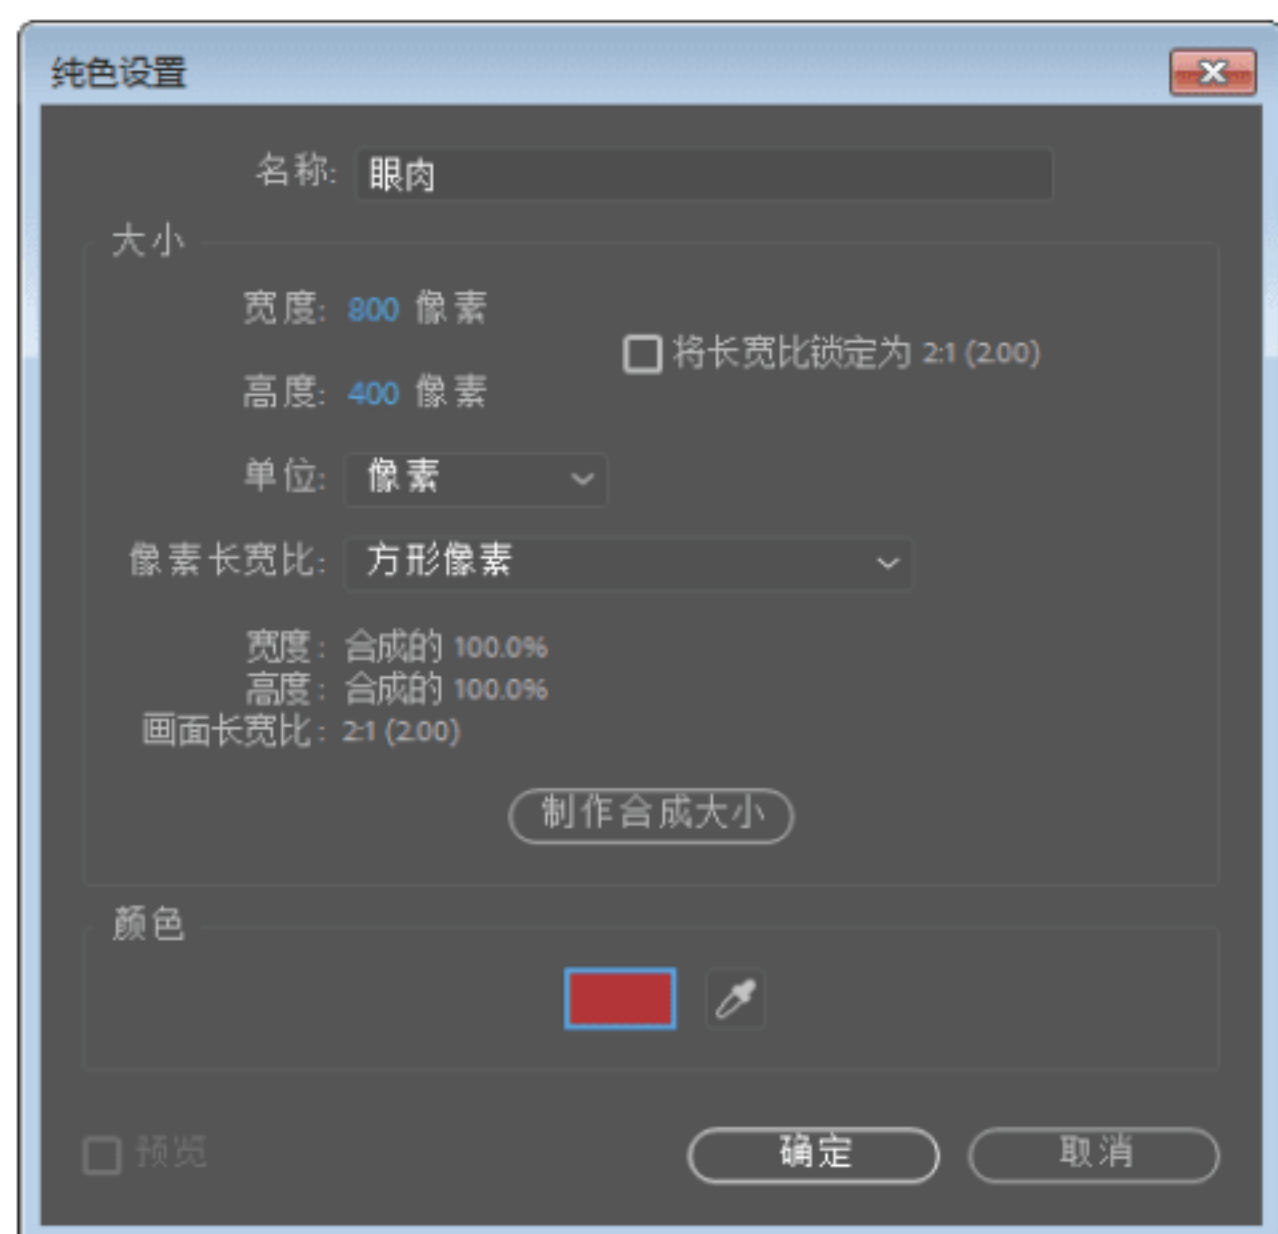 纯色设置
名称: 眼肉
大小
宽度: 800 像素
将长宽比锁定为 2:1 (2.00)
高度: 400 像素
单位: 像素
像素长宽比: 方形像素
宽度: 合成的 100.0%
高度: 合成的 100.0%
画面长宽比: 2:1 (2.00)
制作合成大小
颜色
预览
确定
取消